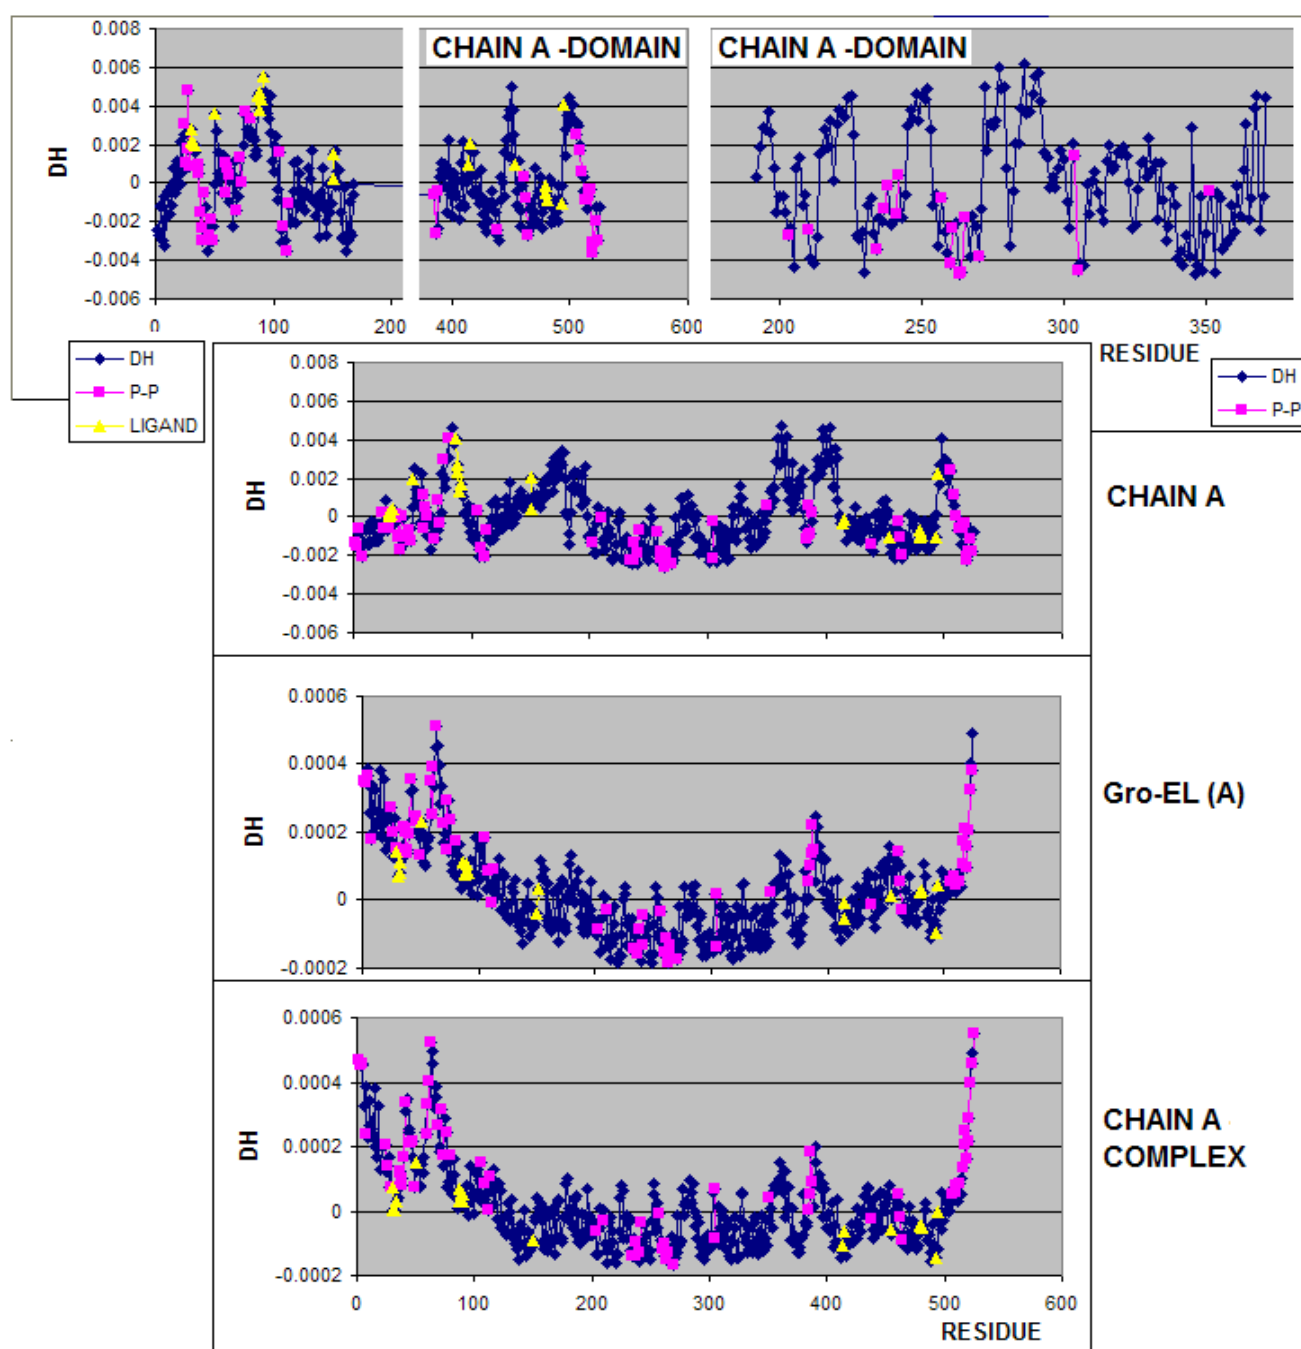 CHAIN A -DOMAIN CHAIN A -DOMAIN
DH
0.008
0.006
0.004
0.002
0
-0.002
-0.004
-0.006
0 100 200 400 500 600 200 250 300 350
RESIDUE
DH
P-P
LIGAND
DH
P-P
CHAIN A
DH
0.008
0.006
0.004
0.002
0
-0.002
-0.004
-0.006
Gro-EL (A)
DH
0.0006
0.0004
0.0002
0
-0.0002
CHAIN A
COMPLEX
DH
0.0006
0.0004
0.0002
0
-0.0002
0 100 200 300 400 500 600
RESIDUE